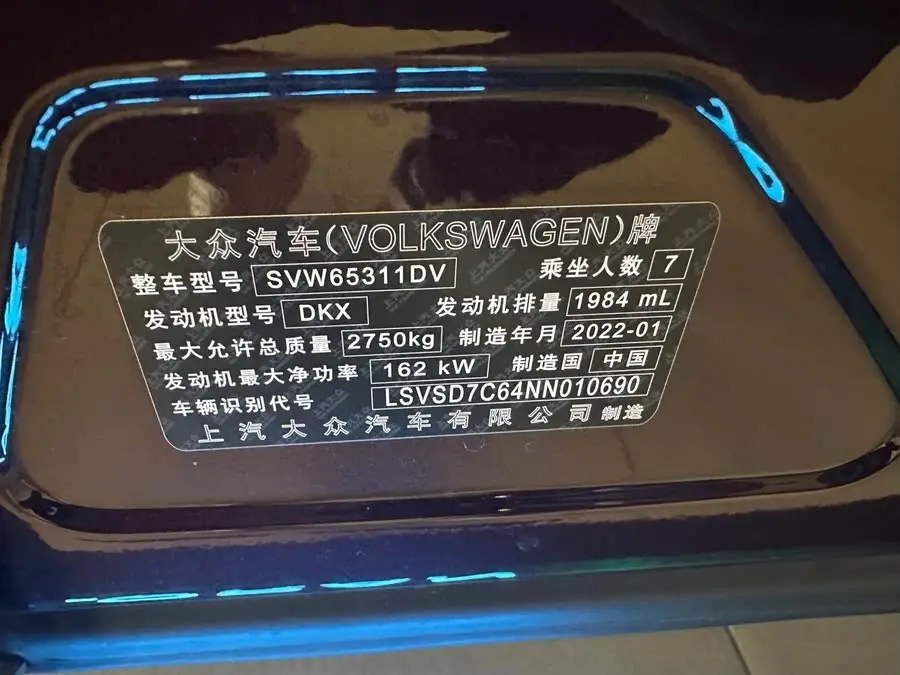 大众汽车(VOLKSWAGEN)牌
整车型号 SVW65311DV 乘坐人数 7
发动机型号 DKX 发动机排量 1984 mL
最大允许总质量 2750kg 制造年月 2022-01
发动机最大净功率 162 kW 制造国 中国
车辆识别代号 LSVSD7C64NN010690
上汽大众汽车有限公司 制造